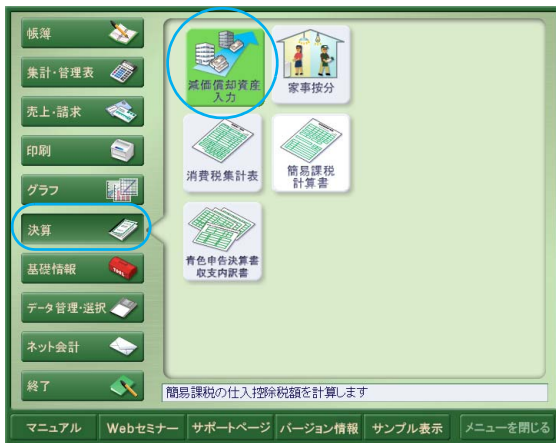 帳簿
集計・管理表
売上・請求
印刷
グラフ
決算
基礎情報
データ管理・選択
ネット会計
終了
減価償却資産
入力
家事按分
消費税集計表
簡易課税
計算書
青色申告決算書
収支内訳書
簡易課税の仕入控除税額を計算します
マニュアル
Webセミナー
サポートページ
バージョン情報
サンプル表示
メニューを閉じる